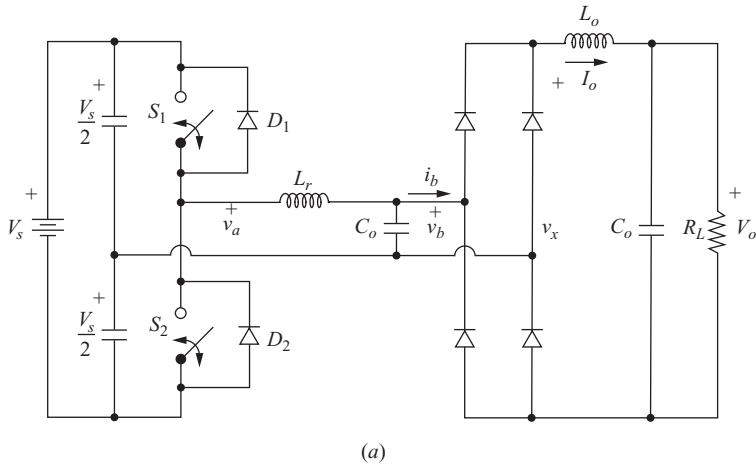 L_o
+
I_o
+
V_s/2
S_1
D_1
+
V_s
L_r
+
v_a
i_b
C_o
+
v_b
v_x
C_o
R_L
+
V_o
+
V_s/2
S_2
D_2
(a)